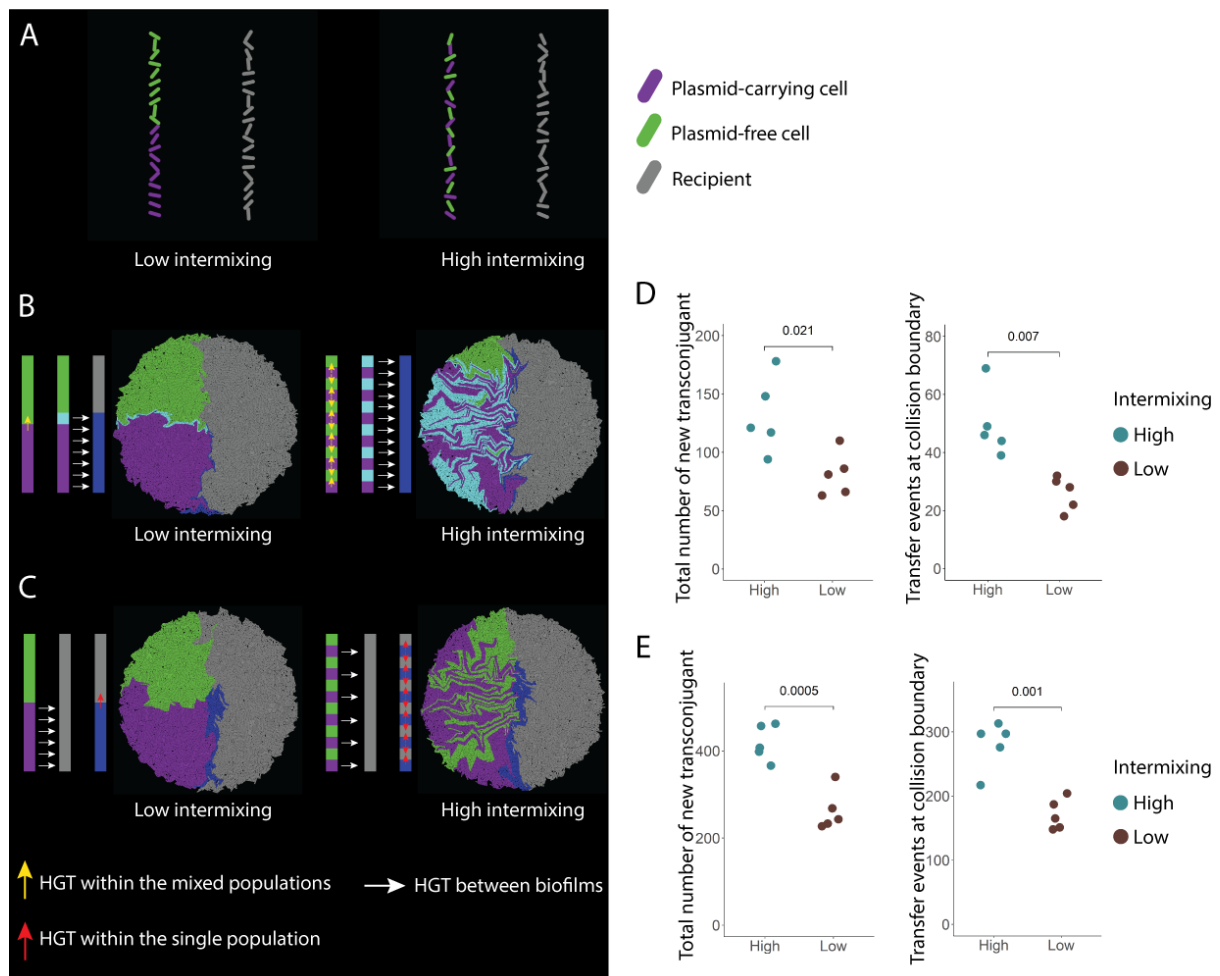 A
Low intermixing
High intermixing
Plasmid-carrying cell
Plasmid-free cell
Recipient
B
Low intermixing
High intermixing
C
Low intermixing
High intermixing
HGT within the mixed populations
HGT between biofilms
HGT within the single population
D
Total number of new transconjugant
200
150
100
50
0
0.021
High
Low
Transfer events at collision boundary
80
60
40
20
0
0.007
High
Low
Intermixing
High
Low
E
Total number of new transconjugant
400
200
0
0.0005
High
Low
Transfer events at collision boundary
300
200
100
0
0.001
High
Low
Intermixing
High
Low